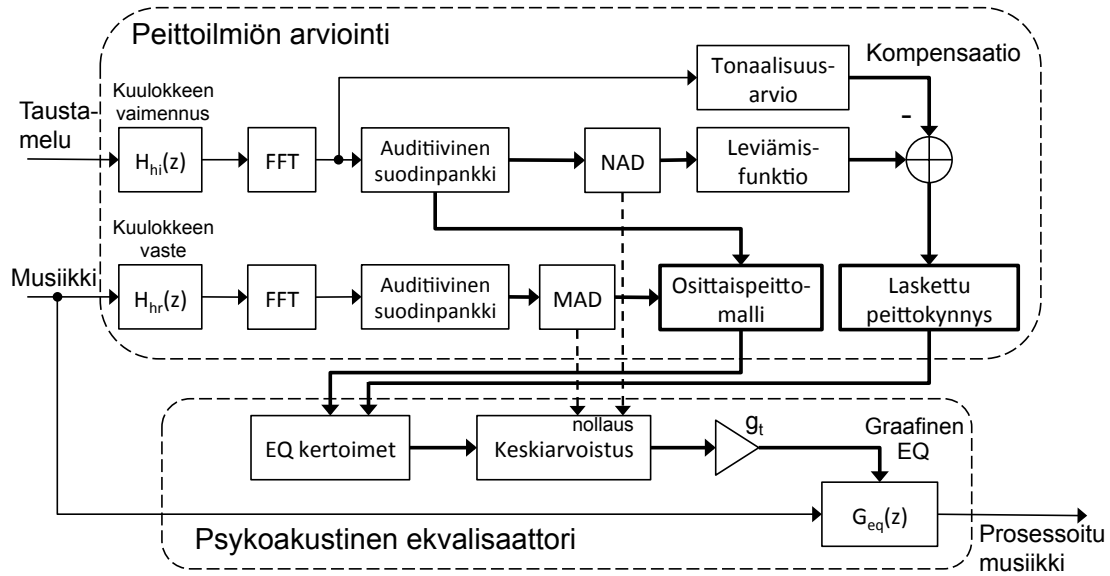 Peittoilmiön arviointi
Kompensaatio
Tonaalisuus-
arvio
Tausta-
melu
Kuulokkeen
vaimennus
-
H_hi(z)
FFT
Auditiivinen
suodinpankki
NAD
Leviämis-
funktio
Kuulokkeen
vaste
Musiikki
H_hr(z)
FFT
Auditiivinen
suodinpankki
MAD
Osittaispeitto-
malli
Laskettu
peittokynnys
EQ kertoimet
nollaus
Keskiarvoistus
g_t
Graafinen
EQ
G_eq(z)
Psykoakustinen ekvalisaattori
Prosessoitu
musiikki